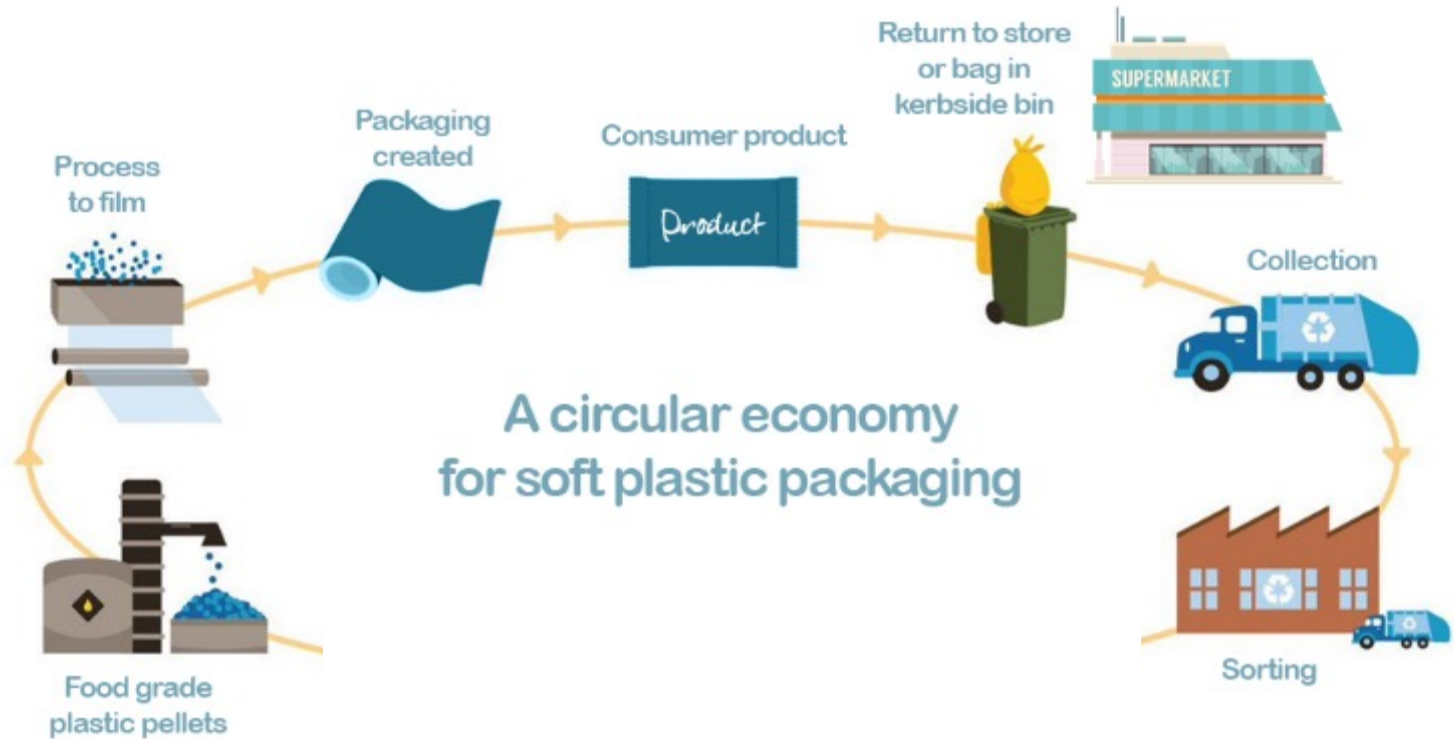 Return to store
or bag in
kerbside bin
SUPERMARKET
Packaging
created
Consumer product
Process
to film
Product
Collection
A circular economy
for soft plastic packaging
Sorting
Food grade
plastic pellets